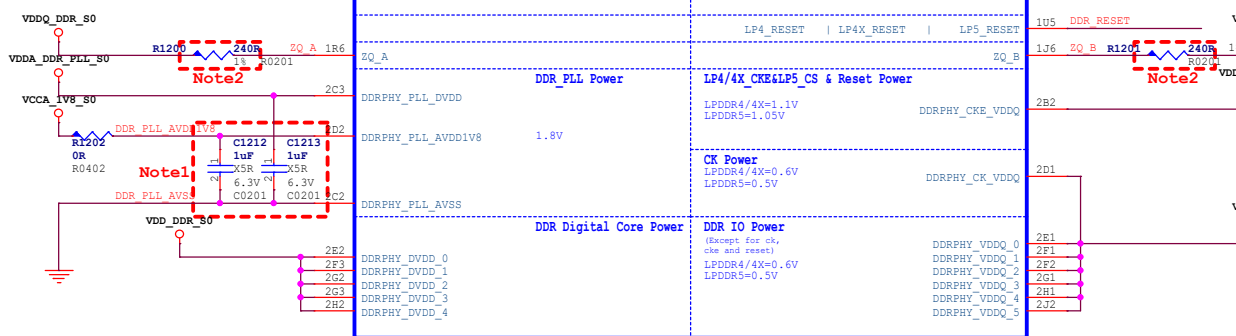 VDDQ_DDR_S0
R1200
240R
1%
R0201
ZQ_A
1R6
ZQ_A
Note2
VDDA_DDR_PLL_S0
VCCA_1V8_S0
2C3
DDRPHY_PLL_DVDD
DDR_PLL_AVDD1V8
2D2
DDRPHY_PLL_AVDD1V8
R1202
0R
R0402
Note1
C1212
1uF
X5R
6.3V
C0201
1
2
C1213
1uF
X5R
6.3V
C0201
1
2
DDR_PLL_AVSS
2C2
DDRPHY_PLL_AVSS
VDD_DDR_S0
2E2
DDRPHY_DVDD_0
2F3
DDRPHY_DVDD_1
2G2
DDRPHY_DVDD_2
2G3
DDRPHY_DVDD_3
2H2
DDRPHY_DVDD_4
DDR_PLL Power
1.8V
DDR Digital Core Power
LP4_RESET | LP4X_RESET | LP5_RESET
1U5
DDR_RESET
ZQ_B
1J6
ZQ_B
R1201
240R
R0201
1
Note2
LP4/4X_CKE&LP5_CS & Reset Power
LPDDR4/4X=1.1V
LPDDR5=1.05V
DDRPHY_CKE_VDDQ
2B2
CK Power
LPDDR4/4X=0.6V
LPDDR5=0.5V
DDRPHY_CK_VDDQ
2D1
DDR IO Power
(Except for ck,
cke and reset)
LPDDR4/4X=0.6V
LPDDR5=0.5V
DDRPHY_VDDQ_0
2E1
DDRPHY_VDDQ_1
2F1
DDRPHY_VDDQ_2
2F2
DDRPHY_VDDQ_3
2G1
DDRPHY_VDDQ_4
2H1
DDRPHY_VDDQ_5
2J2